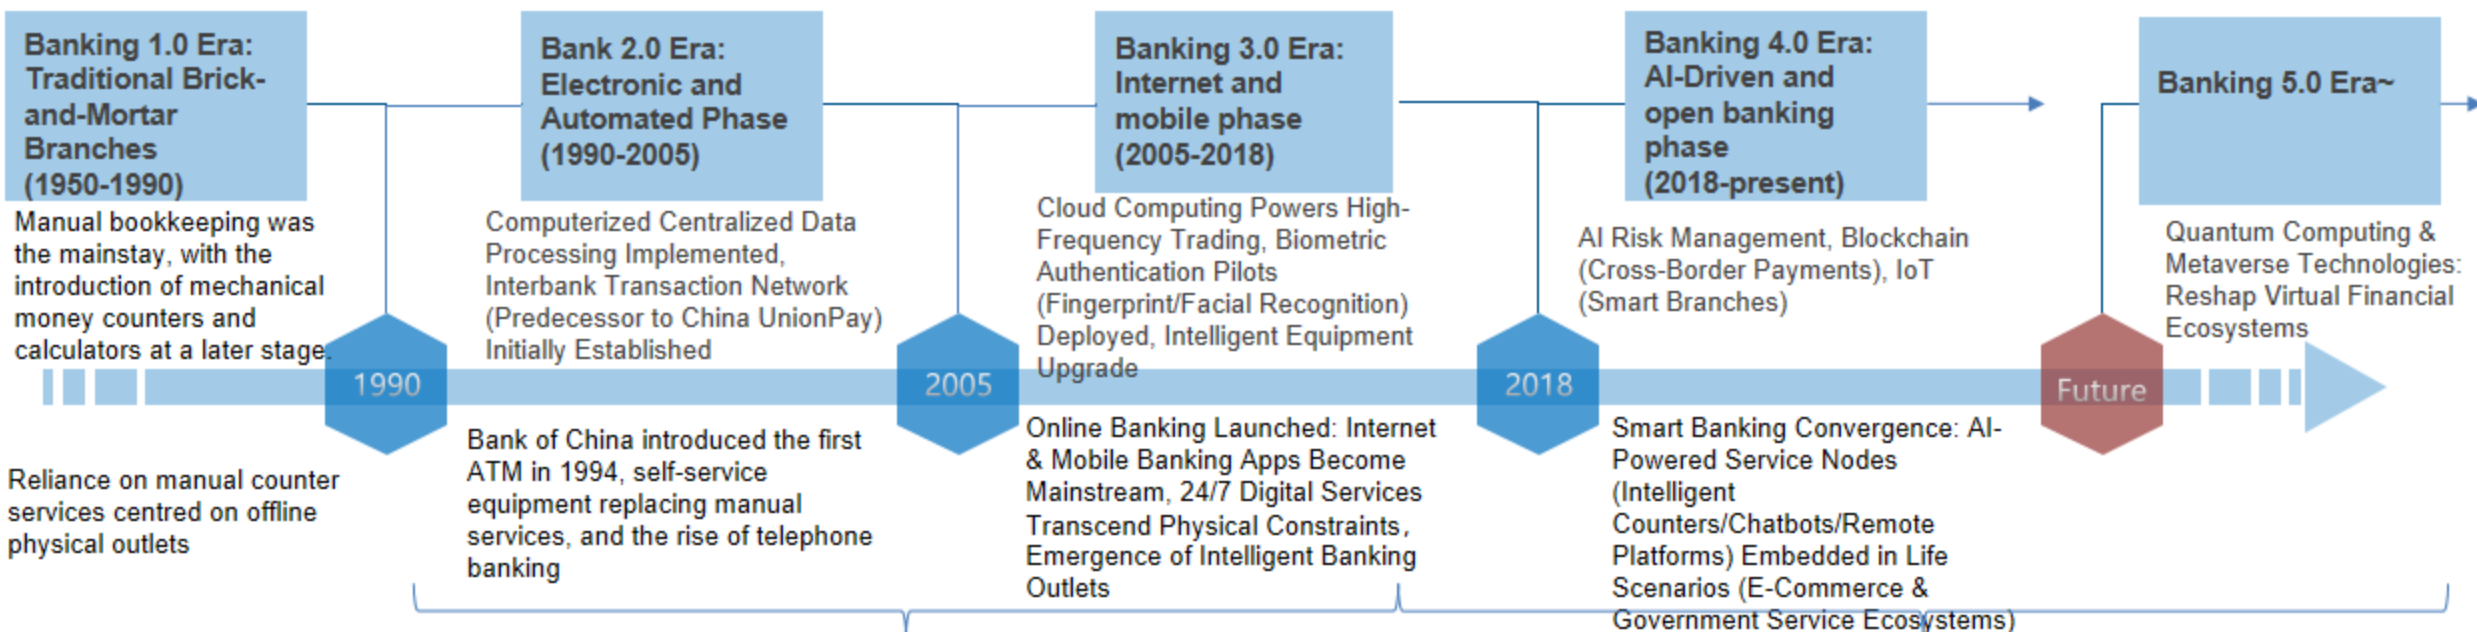 Banking 1.0 Era:
Traditional Brick-
and-Mortar
Branches
(1950-1990)
Manual bookkeeping was
the mainstay, with the
introduction of mechanical
money counters and
calculators at a later stage.
Reliance on manual counter
services centred on offline
physical outlets
1990
Bank 2.0 Era:
Electronic and
Automated Phase
(1990-2005)
Computerized Centralized Data
Processing Implemented,
Interbank Transaction Network
(Predecessor to China UnionPay)
Initially Established
Bank of China introduced the first
ATM in 1994, self-service
equipment replacing manual
services, and the rise of telephone
banking
2005
Banking 3.0 Era:
Internet and
mobile phase
(2005-2018)
Cloud Computing Powers High-
Frequency Trading, Biometric
Authentication Pilots
(Fingerprint/Facial Recognition)
Deployed, Intelligent Equipment
Upgrade
Online Banking Launched: Internet
& Mobile Banking Apps Become
Mainstream, 24/7 Digital Services
Transcend Physical Constraints,
Emergence of Intelligent Banking
Outlets
2018
Banking 4.0 Era:
AI-Driven and
open banking
phase
(2018-present)
AI Risk Management, Blockchain
(Cross-Border Payments), IoT
(Smart Branches)
Smart Banking Convergence: AI-
Powered Service Nodes
(Intelligent
Counters/Chatbots/Remote
Platforms) Embedded in Life
Scenarios (E-Commerce &
Government Service Ecosystems)
Future
Banking 5.0 Era~
Quantum Computing &
Metaverse Technologies:
Reshap Virtual Financial
Ecosystems